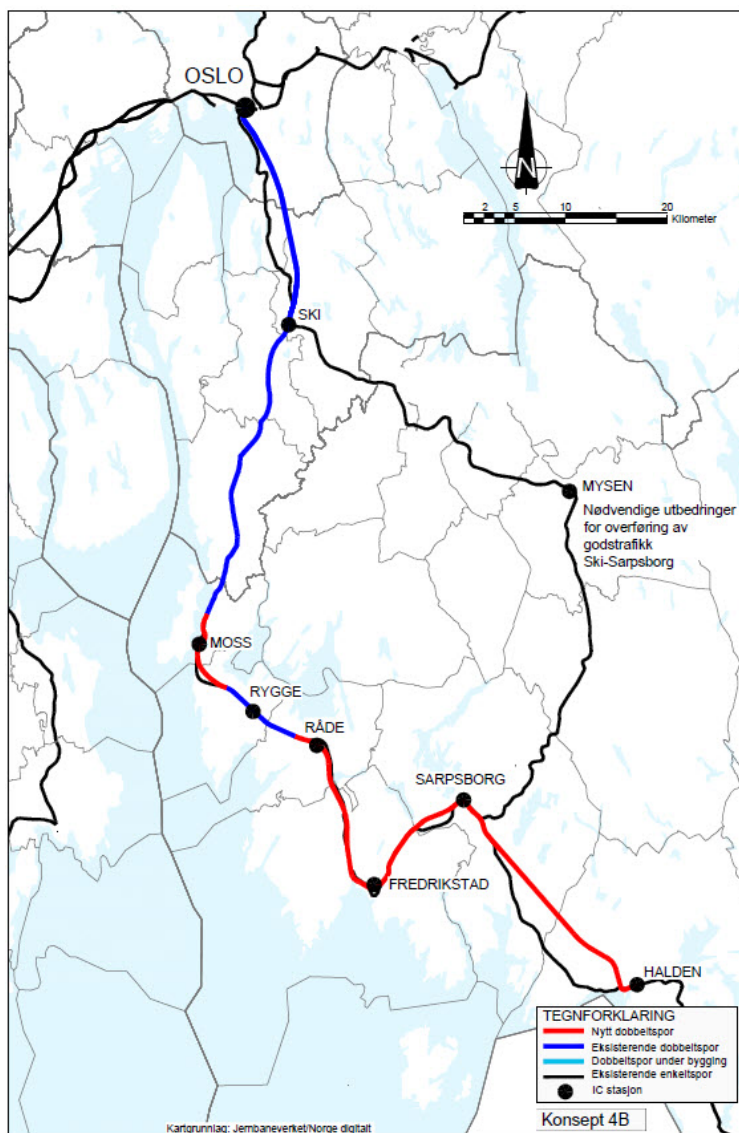 OSLO
N
2 5 10 20
Kilometer
SKI
MYSEN
Nødvendige utbedringer
for overføring av
godstrafikk
Ski-Sarpsborg
MOSS
RYGGE
RÅDE
SARPSBORG
FREDRIKSTAD
HALDEN
TEGNFORKLARING
Nytt dobbeltspor
Eksisterende dobbeltspor
Dobbeltspor under bygging
Eksisterende enkeltspor
IC stasjon
Konsept 4B
Kartgrunnlag: Jernbaneverket/Norge digitalt